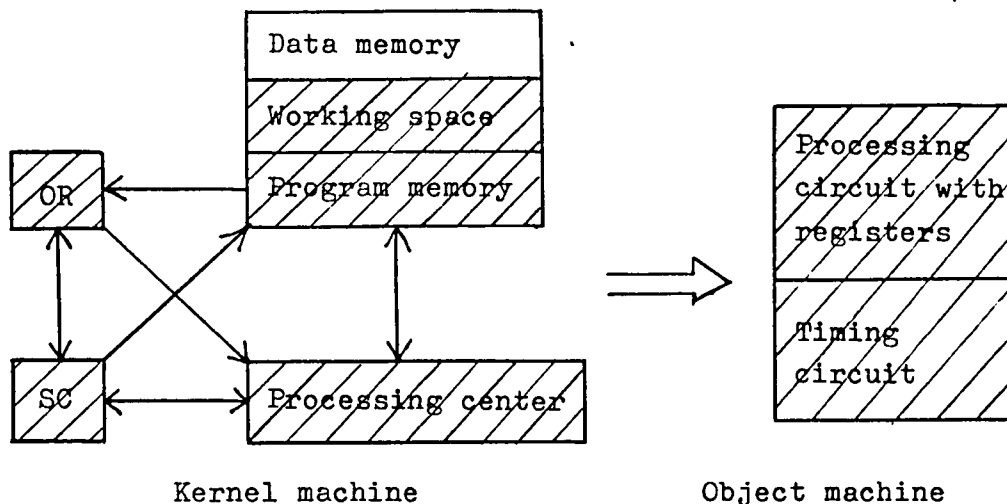 Data memory
Working space
Program memory
OR
SC
Processing center
Processing
circuit with
registers
Timing
circuit
Kernel machine
Object machine